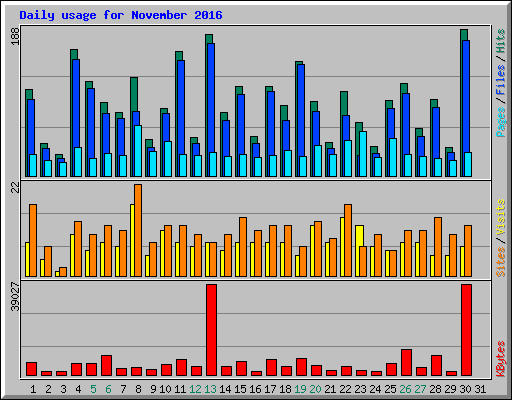 Daily usage for November 2016
188
22
39027
Pages / Files / Hits
Sites / Visits
KBytes
1 2 3 4 5 6 7 8 9 10 11 12 13 14 15 16 17 18 19 20 21 22 23 24 25 26 27 28 29 30 31